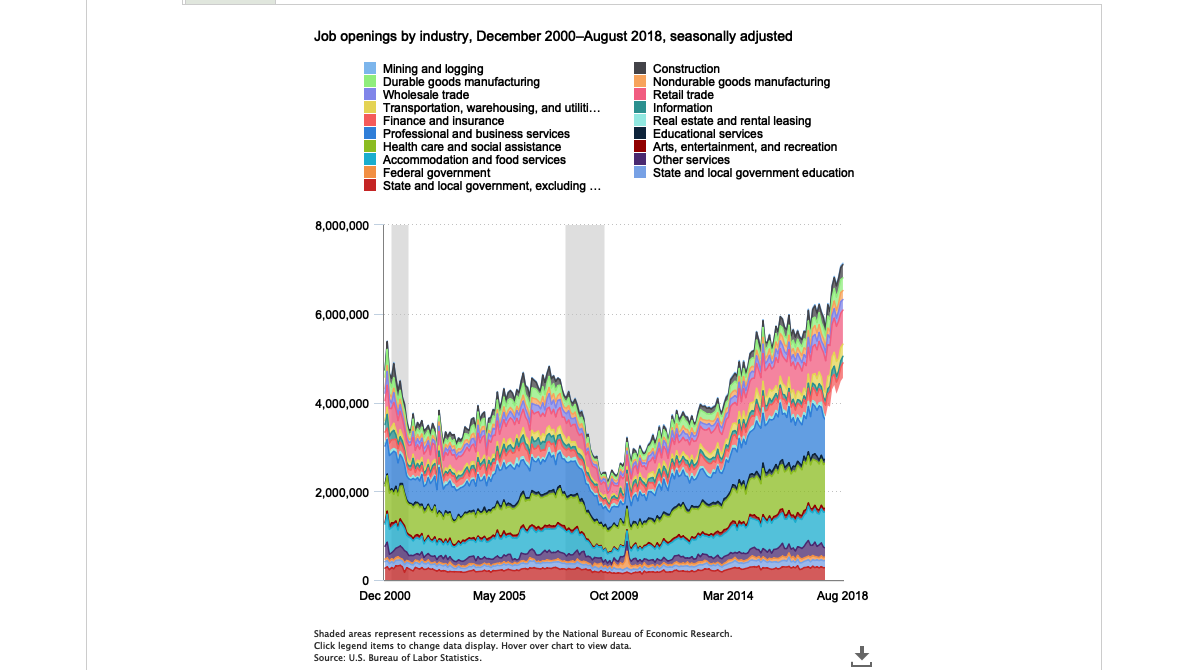 Job openings by industry, December 2000–August 2018, seasonally adjusted
Mining and logging
Durable goods manufacturing
Wholesale trade
Transportation, warehousing, and utiliti...
Finance and insurance
Professional and business services
Health care and social assistance
Accommodation and food services
Federal government
State and local government, excluding ...
Construction
Nondurable goods manufacturing
Retail trade
Information
Real estate and rental leasing
Educational services
Arts, entertainment, and recreation
Other services
State and local government education
8,000,000
6,000,000
4,000,000
2,000,000
0
Dec 2000
May 2005
Oct 2009
Mar 2014
Aug 2018
Shaded areas represent recessions as determined by the National Bureau of Economic Research.
Click legend items to change data display. Hover over chart to view data.
Source: U.S. Bureau of Labor Statistics.